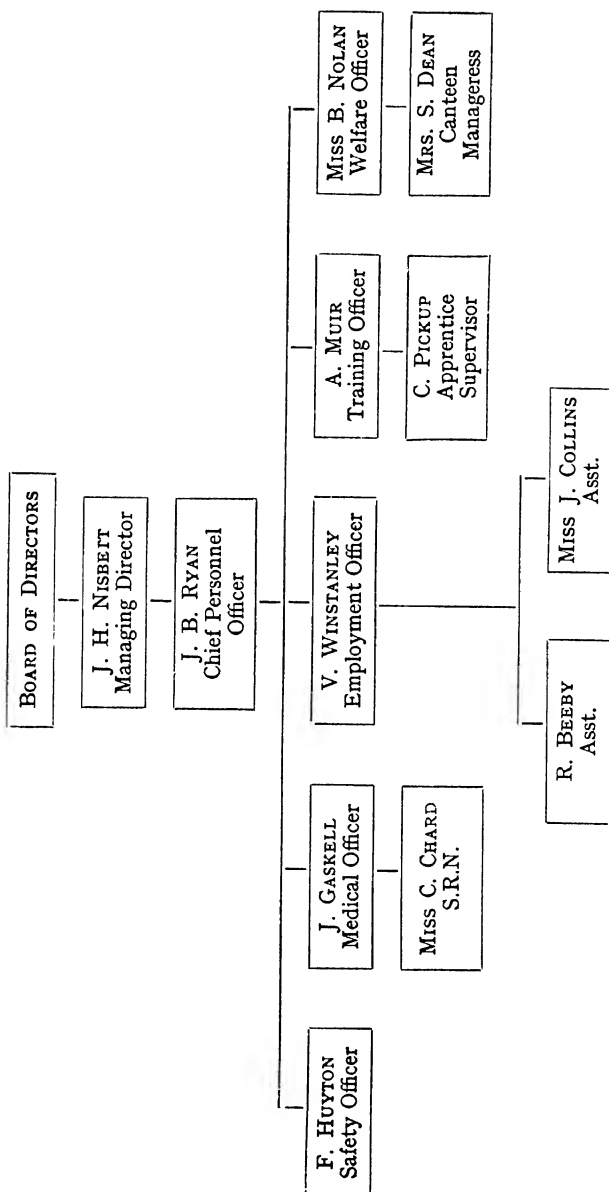 BOARD OF DIRECTORS
J. H. NISBETT
Managing Director
J. B. RYAN
Chief Personnel
Officer
F. HUYTON
Safety Officer
J. GASKELL
Medical Officer
V. WINSTANLEY
Employment Officer
A. MUIR
Training Officer
MISS B. NOLAN
Welfare Officer
MISS C. CHARD
S.R.N.
C. PICKUP
Apprentice
Supervisor
MRS. S. DEAN
Canteen
Manageress
R. BEEBY
Asst.
MISS J. COLLINS
Asst.